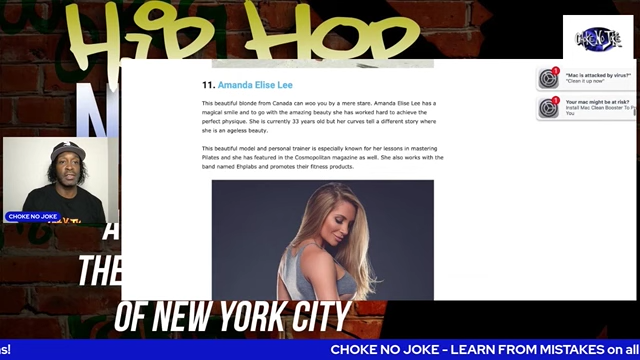 HIP HOP
CHOKE NO JOKE
N
11. Amanda Elise Lee
"Mac is attacked by virus?"
"Clean it up now"
Your mac might be at risk?
Install Mac Clean Booster To P
You
This beautiful blonde from Canada can woo you by a mere stare. Amanda Elise Lee has a
magical smile and to go with the amazing beauty she has worked hard to achieve the
perfect physique. She is currently 33 years old but her curves tell a different story where
she is an ageless beauty.
This beautiful model and personal trainer is especially known for her lessons in mastering
Pilates and she has featured in the Cosmopolitan magazine as well. She also works with the
band named Ehplabs and promotes their fitness products.
CHOKE NO JOKE
A
THE
OF NEW YORK CITY
ns!
CHOKE NO JOKE - LEARN FROM MISTAKES on all